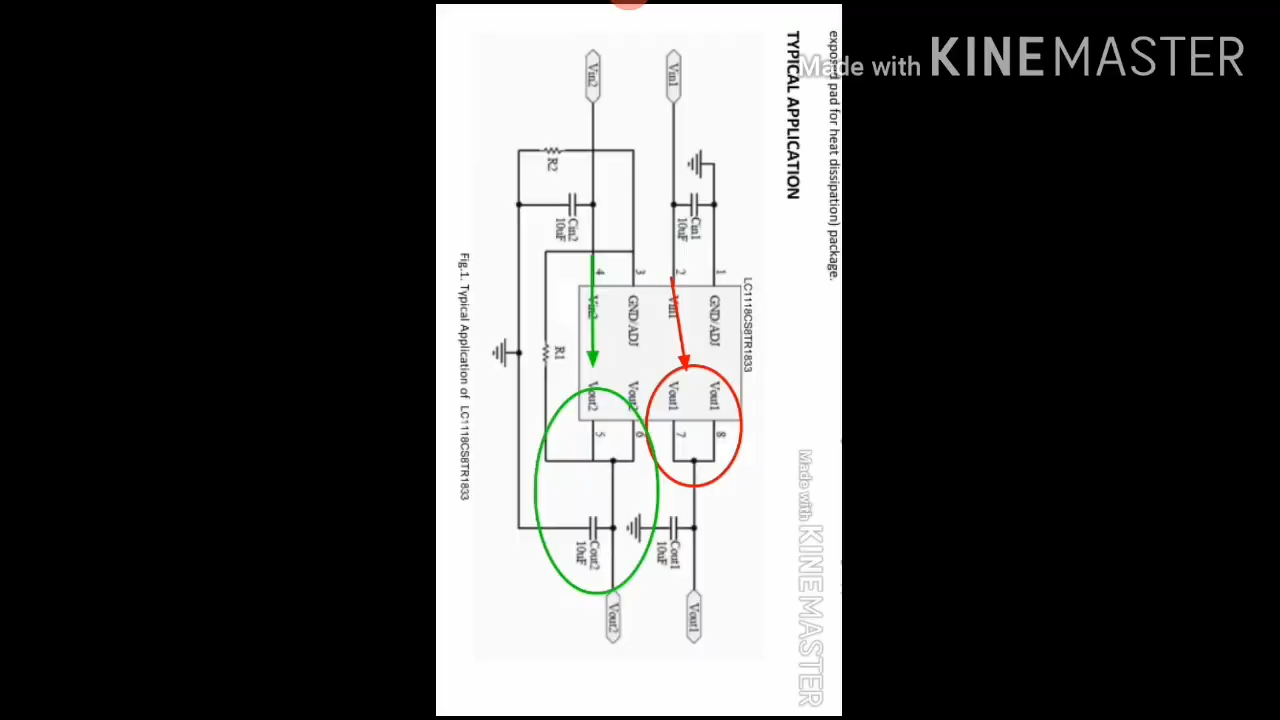 Made with KINEMASTER
exposed pad for heat dissipation) package.
TYPICAL APPLICATION
LC1118CS8TR1833
Vin1
Cin1
10uF
1
2
GND/ADJ
Vin1
Vout1
Vout1
8
7
Cout1
10uF
Vout1
Vin2
R2
Cin2
10uF
3
4
GND/ADJ
Vin2
Vout2
Vout2
6
5
R1
Cout2
10uF
Vout2
Fig.1. Typical Application of LC1118CS8TR1833
Made with KINEMASTER